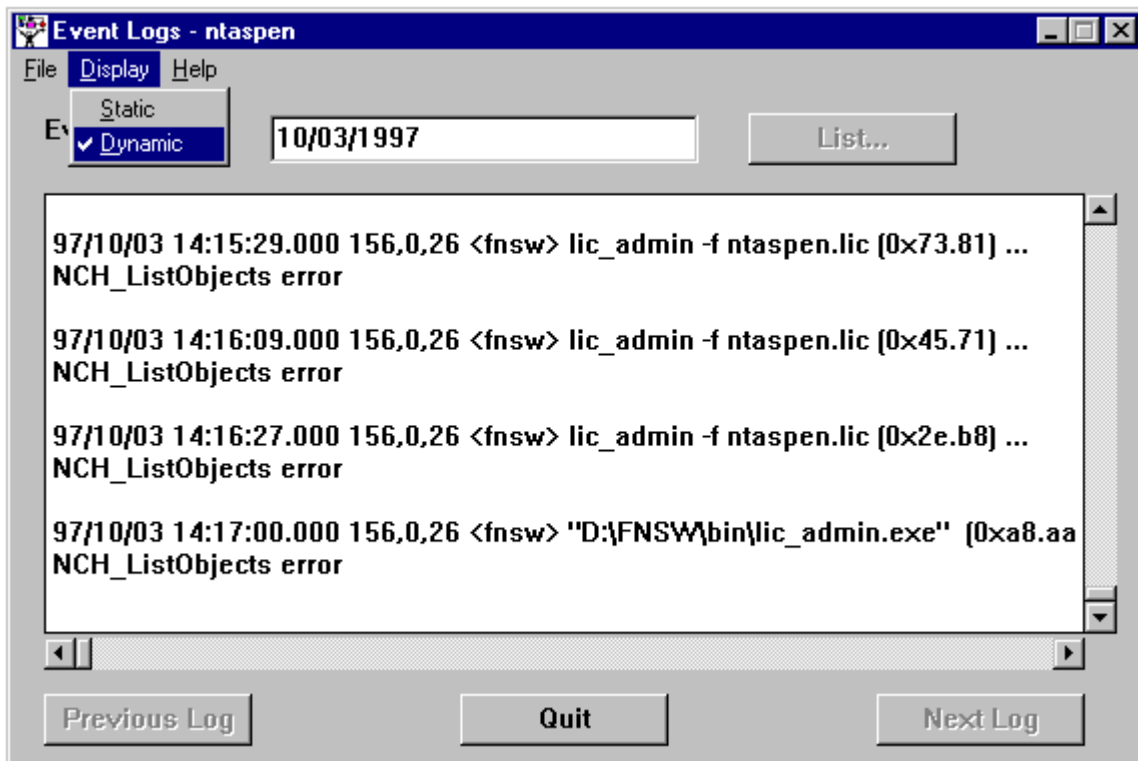 Event Logs - ntaspen
File Display Help
Static
Dynamic
10/03/1997
List...
97/10/03 14:15:29.000 156,0,26 <fnsw> lic_admin -f ntaspen.lic (0x73.81) ...
NCH_ListObjects error
97/10/03 14:16:09.000 156,0,26 <fnsw> lic_admin -f ntaspen.lic (0x45.71) ...
NCH_ListObjects error
97/10/03 14:16:27.000 156,0,26 <fnsw> lic_admin -f ntaspen.lic (0x2e.b8) ...
NCH_ListObjects error
97/10/03 14:17:00.000 156,0,26 <fnsw> "D:\FNSW\bin\lic_admin.exe"  (0xa8.aa
NCH_ListObjects error
Previous Log
Quit
Next Log